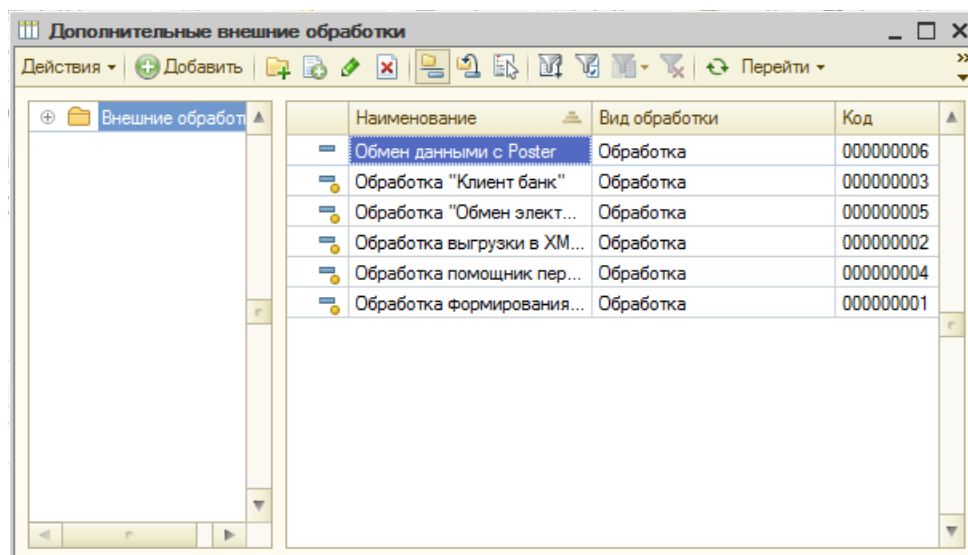 Дополнительные внешние обработки
Действия Добавить Перейти
Внешние обработ
Наименование Вид обработки Код
Обмен данными с Poster Обработка 000000006
Обработка "Клиент банк" Обработка 000000003
Обработка "Обмен элект... Обработка 000000005
Обработка выгрузки в XM... Обработка 000000002
Обработка помощник пер... Обработка 000000004
Обработка формирования... Обработка 000000001